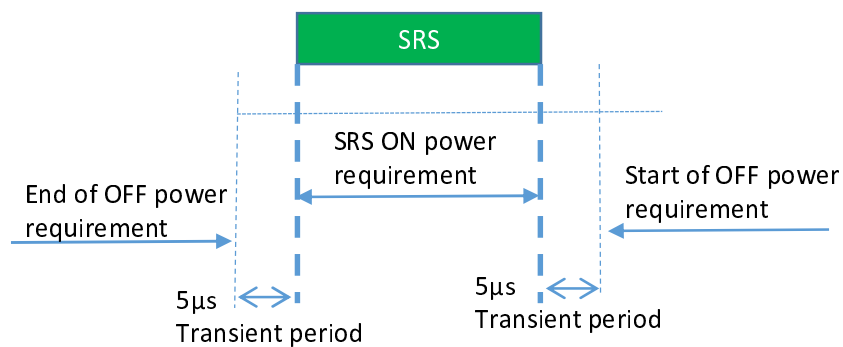 SRS
SRS ON power
requirement
End of OFF power
requirement
Start of OFF power
requirement
5µs
Transient period
5µs
Transient period